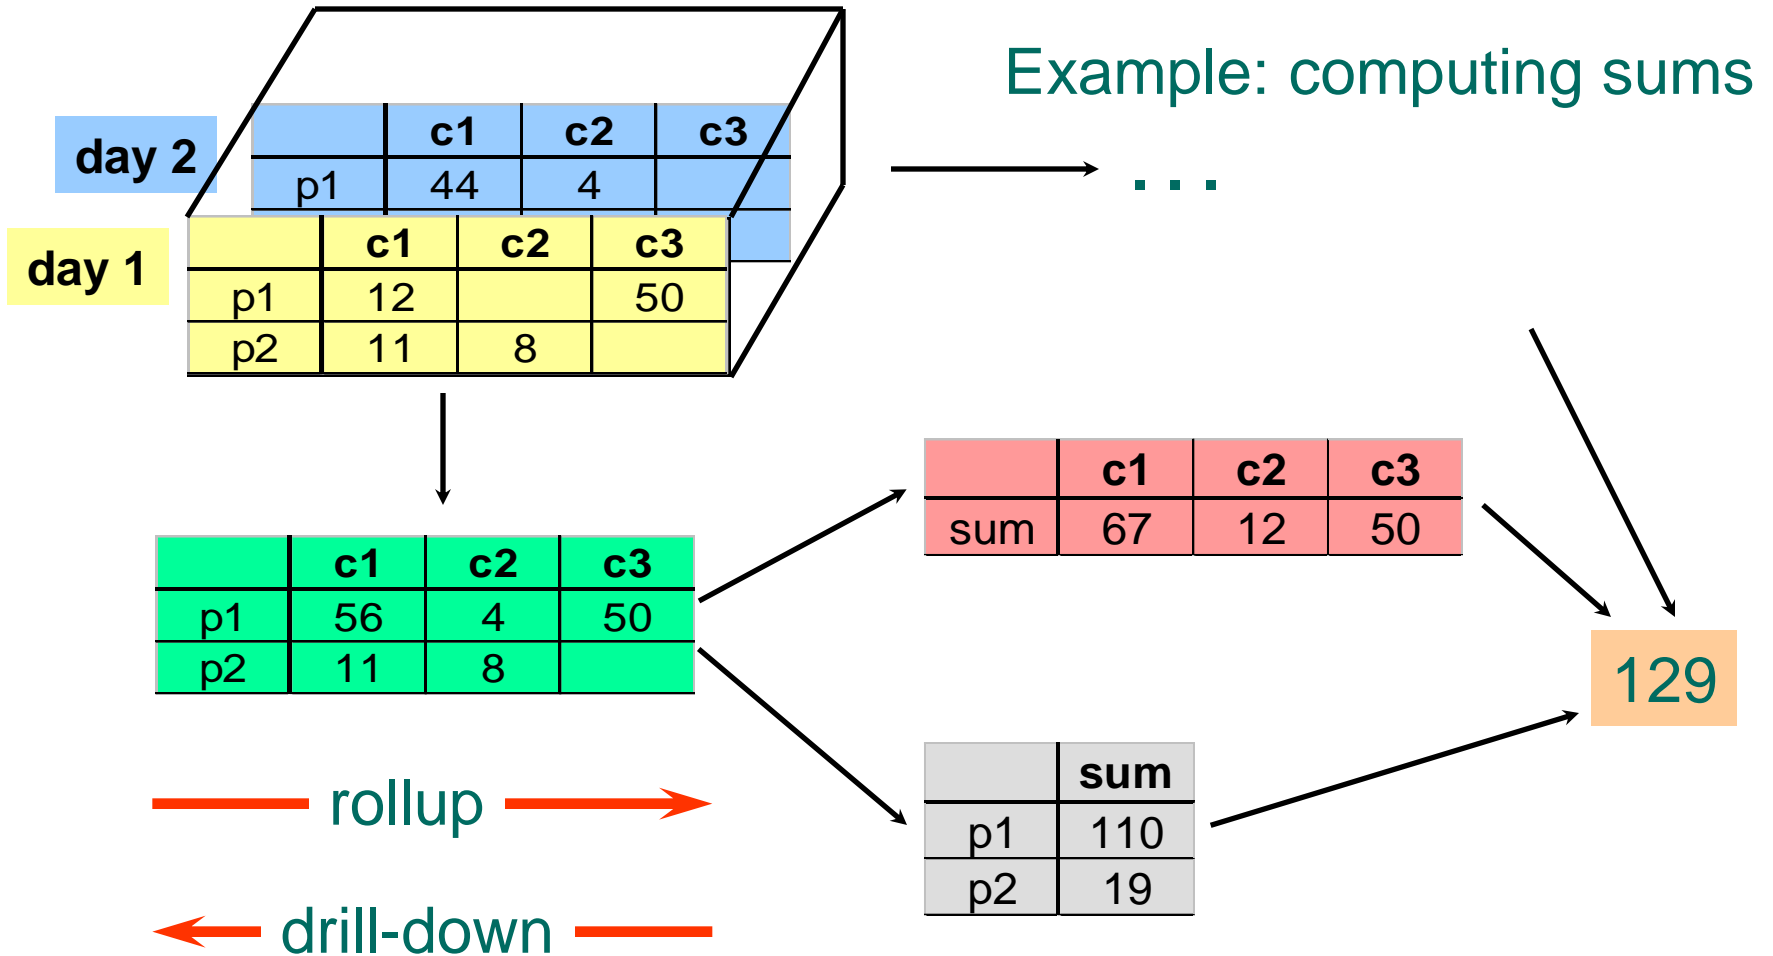 Example: computing sums
day 2
c1 c2 c3
p1 44 4
. . .
day 1
c1 c2 c3
p1 12 50
p2 11 8
c1 c2 c3
sum 67 12 50
c1 c2 c3
p1 56 4 50
p2 11 8
129
sum
p1 110
p2 19
rollup
drill-down